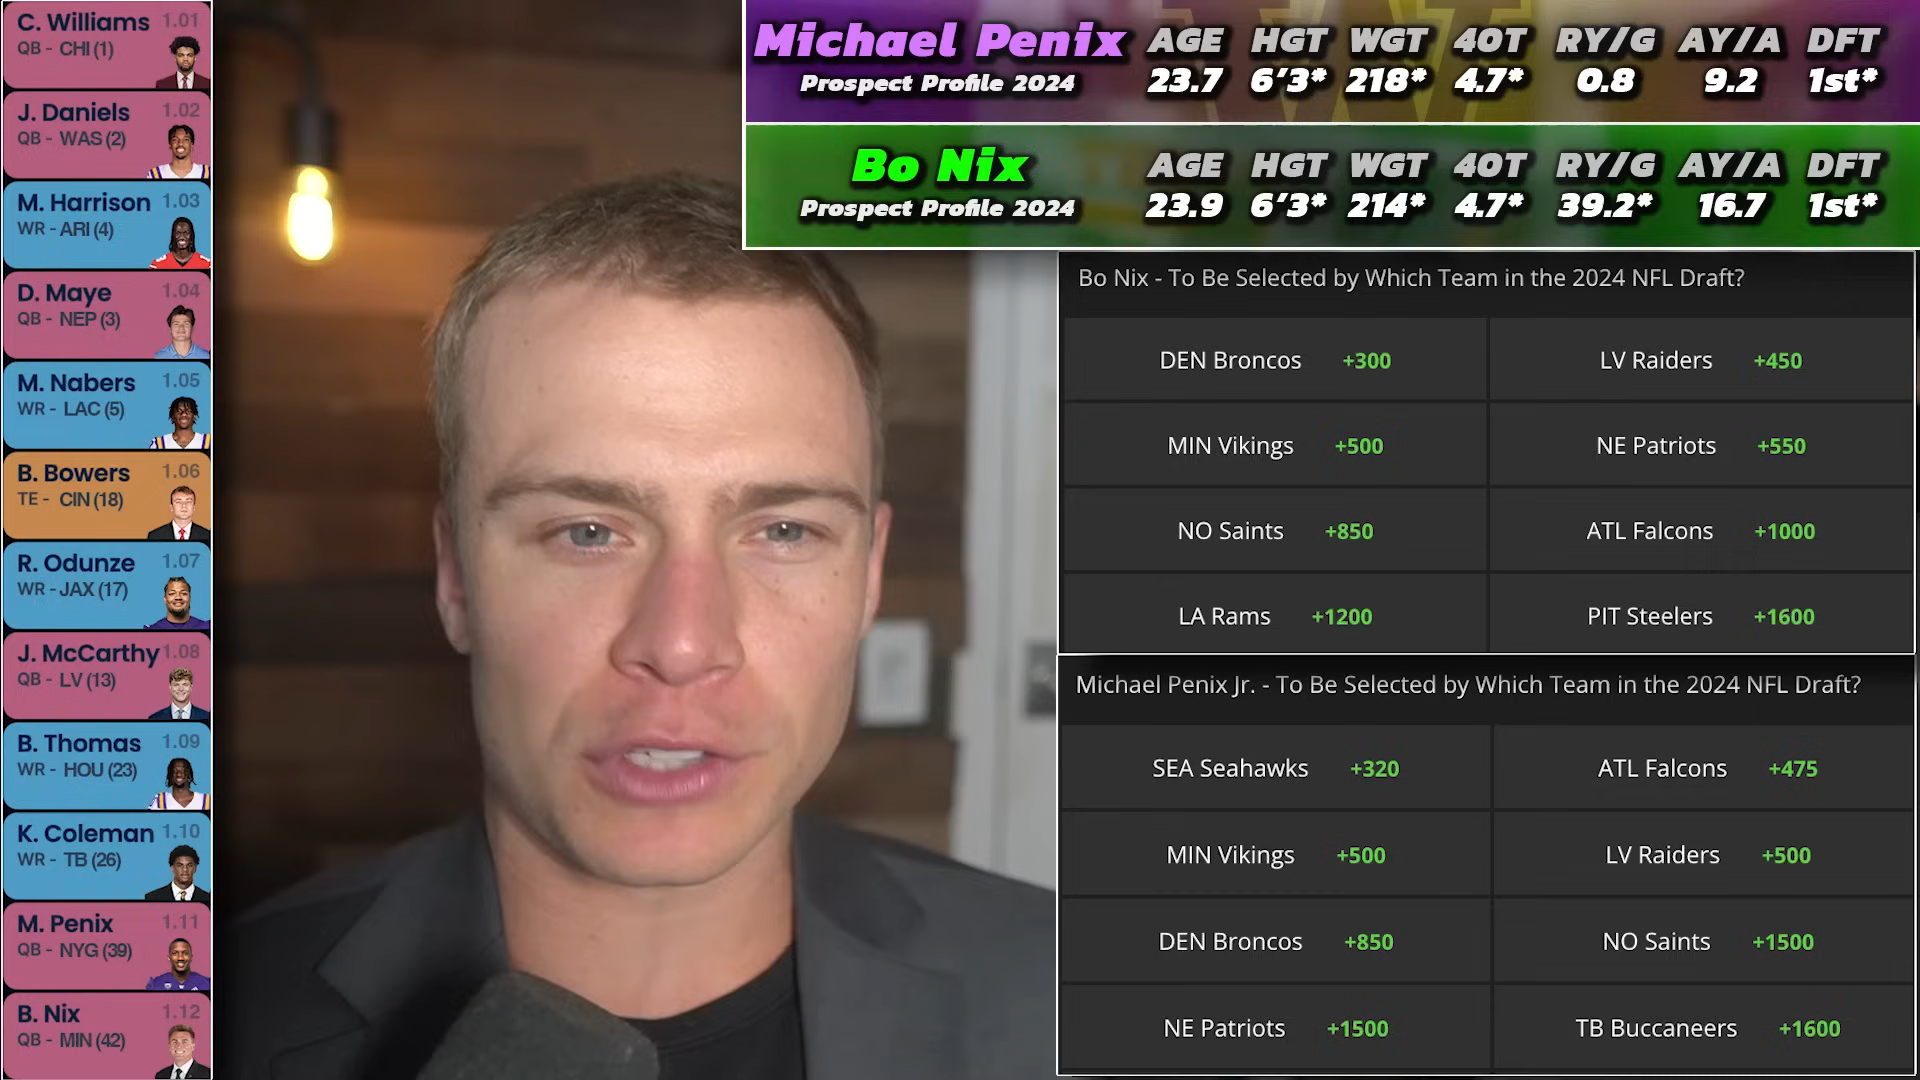 C. Williams 1.01
QB - CHI (1)
J. Daniels 1.02
QB - WAS (2)
M. Harrison 1.03
WR - ARI (4)
D. Maye 1.04
QB - NEP (3)
M. Nabers 1.05
WR - LAC (5)
B. Bowers 1.06
TE - CIN (18)
R. Odunze 1.07
WR - JAX (17)
J. McCarthy 1.08
QB - LV (13)
B. Thomas 1.09
WR - HOU (23)
K. Coleman 1.10
WR - TB (26)
M. Penix 1.11
QB - NYG (39)
B. Nix 1.12
QB - MIN (42)
Michael Penix AGE HGT WGT 40T RY/G AY/A DFT
Prospect Profile 2024 23.7 6'3* 218* 4.7* 0.8 9.2 1st*
Bo Nix AGE HGT WGT 40T RY/G AY/A DFT
Prospect Profile 2024 23.9 6'3* 214* 4.7* 39.2* 16.7 1st*
Bo Nix - To Be Selected by Which Team in the 2024 NFL Draft?
DEN Broncos +300 LV Raiders +450
MIN Vikings +500 NE Patriots +550
NO Saints +850 ATL Falcons +1000
LA Rams +1200 PIT Steelers +1600
Michael Penix Jr. - To Be Selected by Which Team in the 2024 NFL Draft?
SEA Seahawks +320 ATL Falcons +475
MIN Vikings +500 LV Raiders +500
DEN Broncos +850 NO Saints +1500
NE Patriots +1500 TB Buccaneers +1600